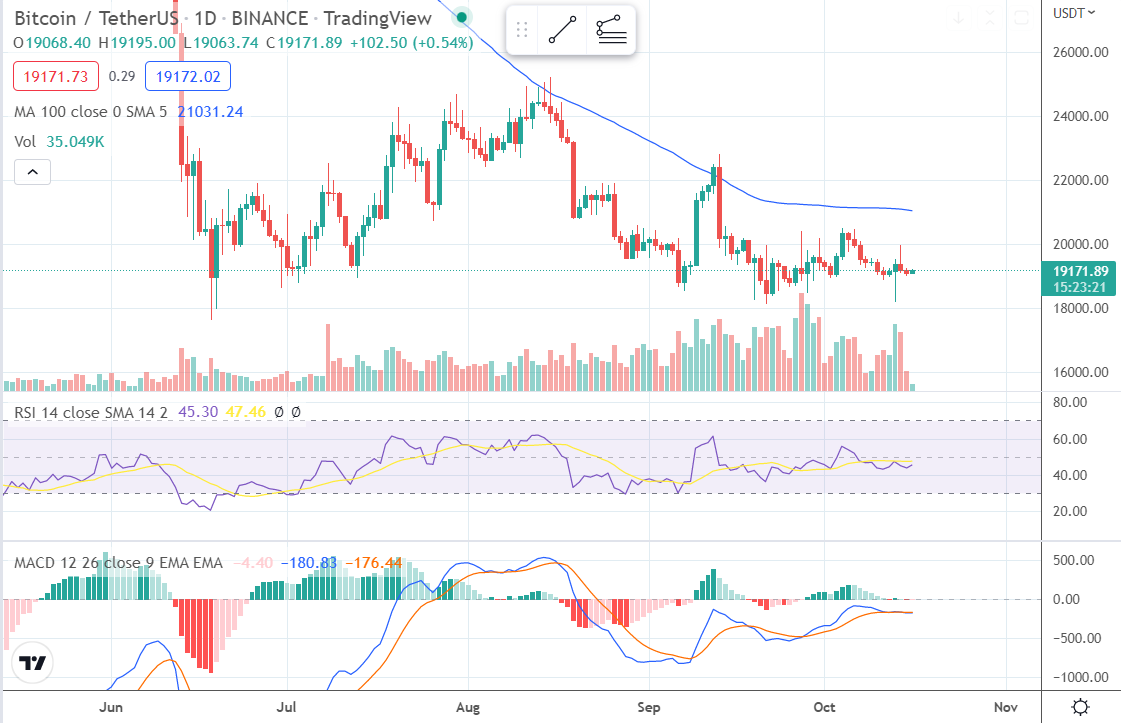 Bitcoin / TetherUS · 1D · BINANCE · TradingView
O19068.40 H19195.00 L19063.74 C19171.89 +102.50 (+0.54%)
19171.73 0.29 19172.02
MA 100 close 0 SMA 5 21031.24
Vol 35.049K
USDT
26000.00
24000.00
22000.00
20000.00
19171.89
15:23:21
18000.00
16000.00
RSI 14 close SMA 14 2 45.30 47.46 Ø Ø
80.00
60.00
40.00
20.00
MACD 12 26 close 9 EMA EMA −4.40 −180.83 −176.44
500.00
0.00
−500.00
−1000.00
Jun Jul Aug Sep Oct Nov